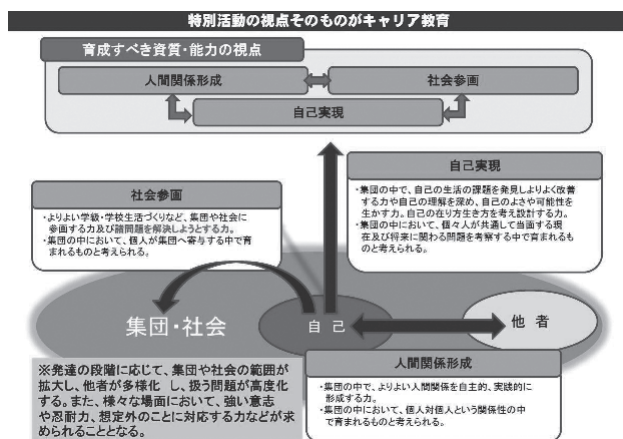 特別活動の視点そのものがキャリア教育
育成すべき資質・能力の視点
人間関係形成
社会参画
自己実現
社会参画
・よりよい学級・学校生活づくりなど、集団や社会に
参画する力及び諸問題を解決しようとする力。
・集団の中において、個人が集団へ寄与する中で育
まれるものと考えられる。
自己実現
・集団の中で、自己の生活の課題を発見しよりよく改善
する力や自己の理解を深め、自己のよさや可能性を
生かす力。自己の在り方生き方を考え設計する力。
・集団の中において、個々人が共通して当面する現
在及び将来に関わる問題を考察する中で育まれるも
のと考えられる。
集団・社会
自 己
他 者
※発達の段階に応じて、集団や社会の範囲が
拡大し、他者が多様化 し、扱う問題が高度化
する。また、様々な場面において、強い意志
や忍耐力、想定外のことに対応する力などが求
められることとなる。
人間関係形成
・集団の中で、よりよい人間関係を自主的、実践的に
形成する力。
・集団の中において、個人対個人という関係性の中
で育まれるものと考えられる。